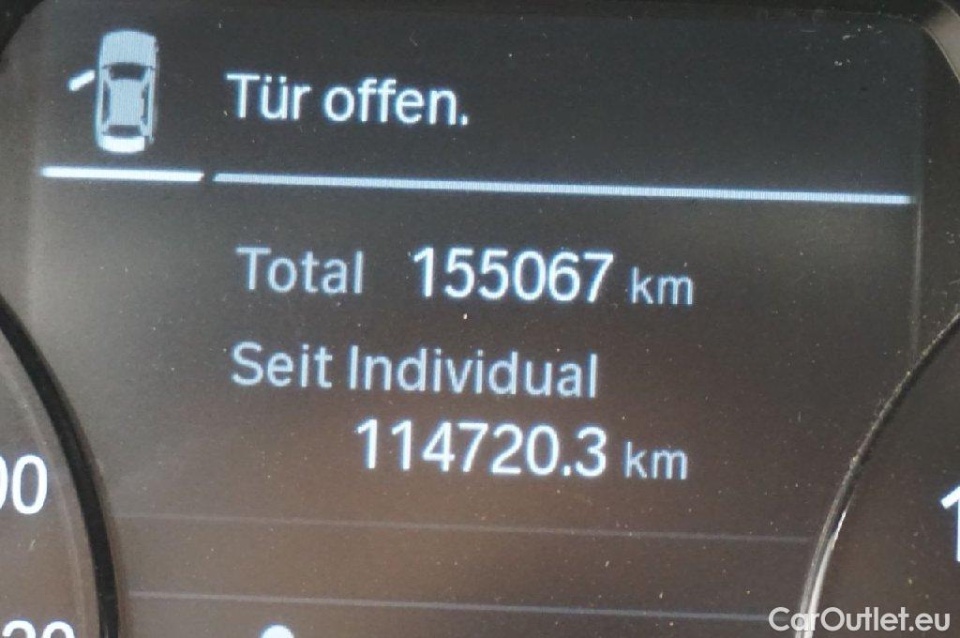 Tür offen.
Total 155067 km
Seit Individual
114720.3 km
CarOutlet.eu